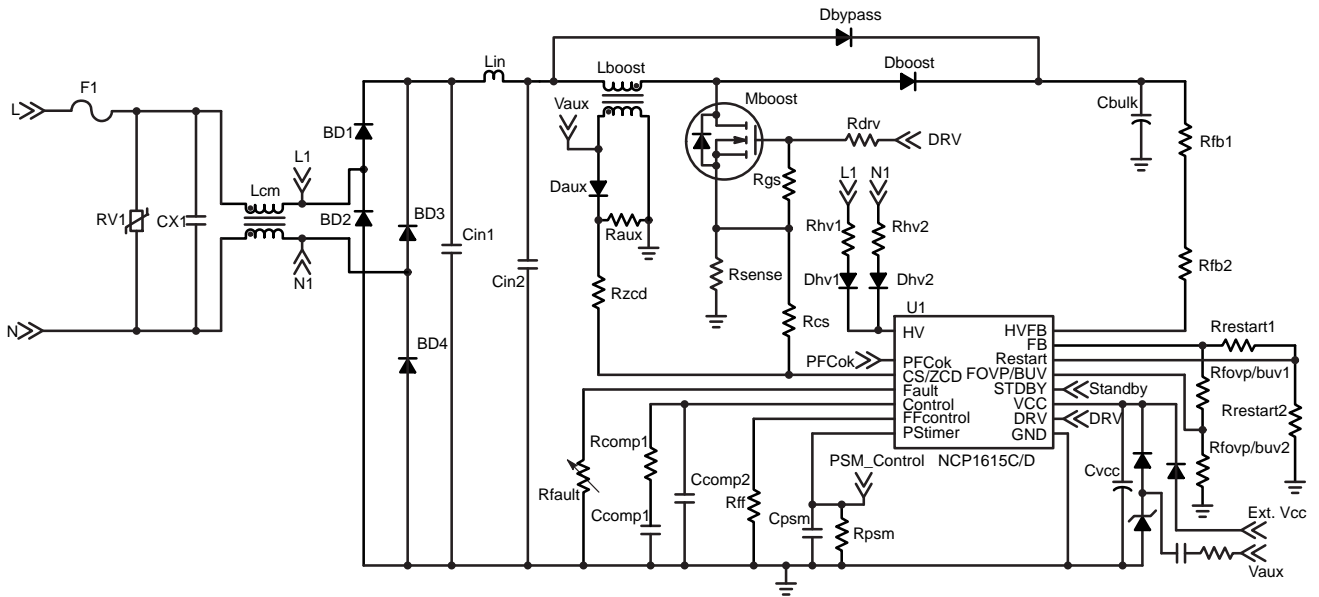 Dbypass
Lin
Lboost
Dboost
F1
L
Vaux
Mboost
Cbulk
BD1
Rdrv
DRV
Rfb1
L1
Lcm
Daux
Rgs
L1
N1
RV1
CX1
BD2
BD3
Raux
Rhv1
Rhv2
Cin1
Cin2
N1
Rsense
Dhv1
Dhv2
Rfb2
Rzcd
U1
N
Rcs
HV
HVFB
Rrestart1
BD4
FB
PFCok
PFCok
Restart
CS/ZCD
FOVP/BUV
Rfovp/buv1
Fault
STDBY
Standby
Control
VCC
Rrestart2
FFcontrol
DRV
DRV
PStimer
GND
Rcomp1
Rfovp/buv2
PSM_Control
NCP1615C/D
Rfault
Ccomp2
Cvcc
Rff
Ccomp1
Cpsm
Rpsm
Ext. Vcc
Vaux